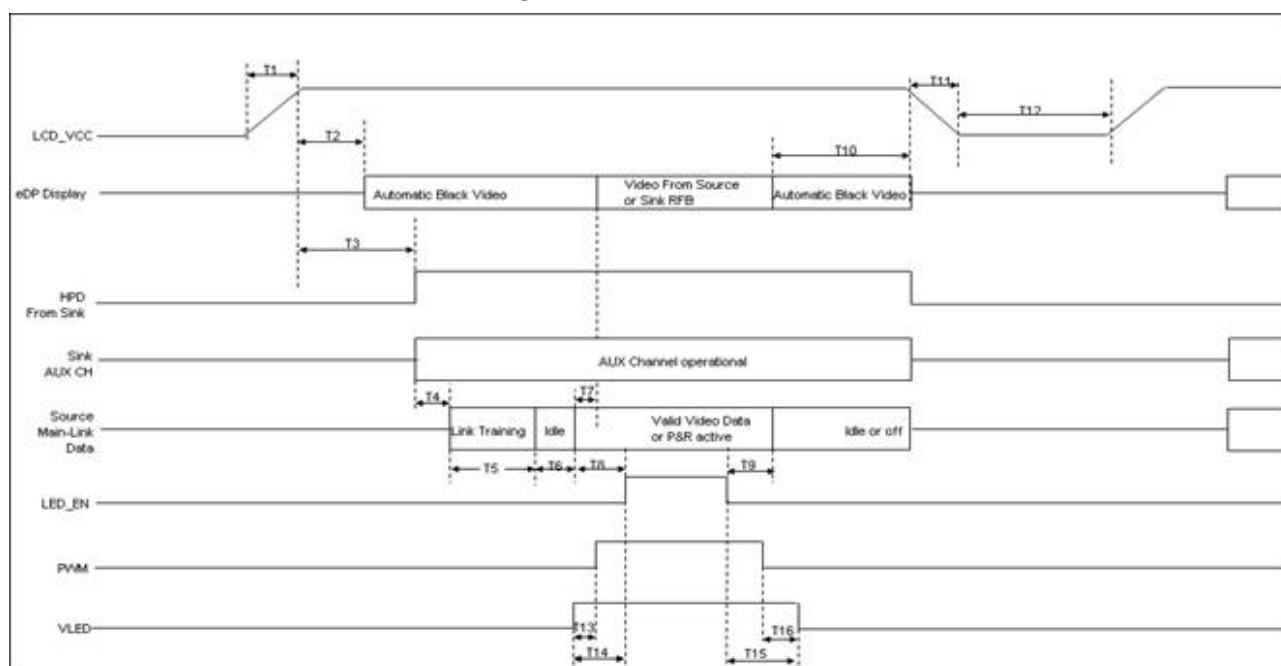 T1
T11
T12
LCD_VCC
T2
T10
eDP Display
Automatic Black Video
Video From Source
or Sink RFB
Automatic Black Video
T3
HPD
From Sink
Sink
AUX CH
AUX Channel operational
T4
T7
Source
Main-Link
Data
Link Training
Idle
Valid Video Data
or P&R active
Idle or off
T5
T6
T8
T9
LED_EN
PWM
VLED
T13
T16
T14
T15